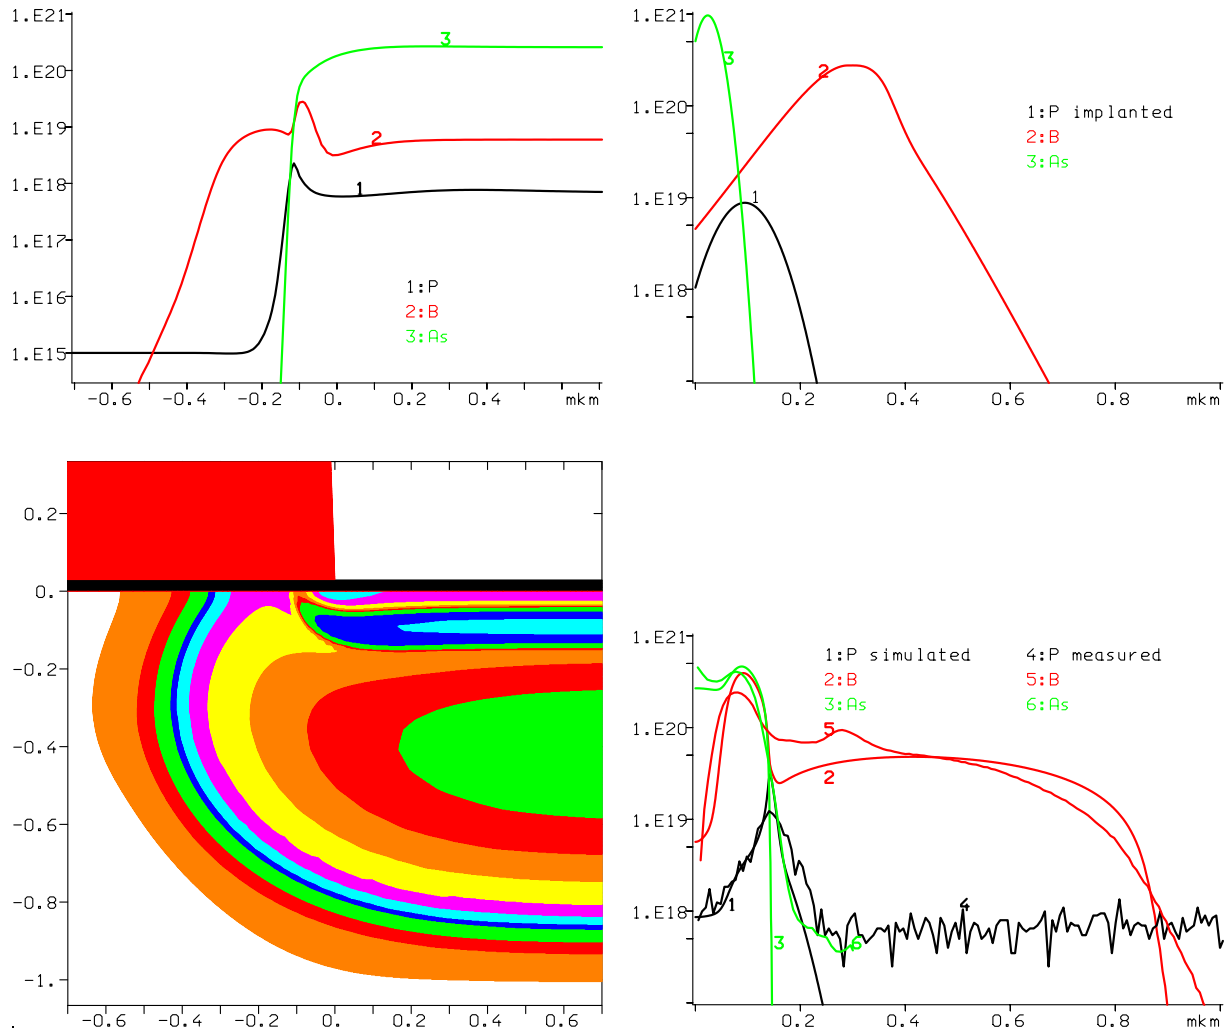 1.E21
1.E20
1.E19
1.E18
1.E17
1.E16
1.E15
3
2
1
1:P
2:B
3:As
-0.6 -0.4 -0.2 0. 0.2 0.4 mkm
1.E21
1.E20
1.E19
1.E18
3
2
1
1:P implanted
2:B
3:As
0.2 0.4 0.6 0.8 mkm
0.2
0.
-0.2
-0.4
-0.6
-0.8
-1.
-0.6 -0.4 -0.2 0. 0.2 0.4 0.6
1.E21
1.E20
1.E19
1.E18
1:P simulated 4:P measured
2:B 5:B
3:As 6:As
5
2
1
4
3
6
0.2 0.4 0.6 0.8 mkm